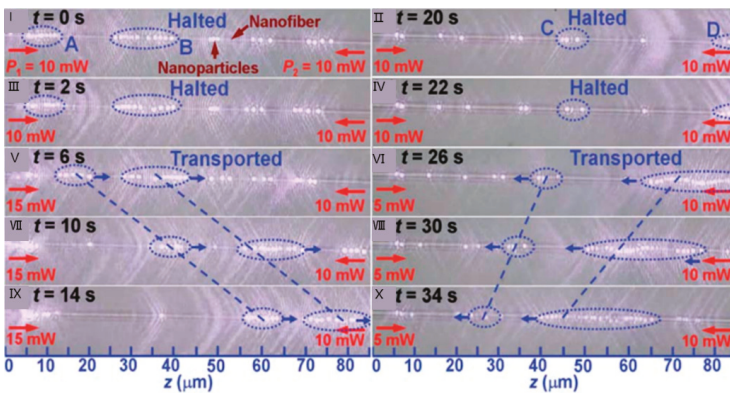 I t = 0 s Halted Nanofiber
A B
P1 = 10 mW Nanoparticles P2 = 10 mW
II t = 20 s Halted
C D
10 mW 10 mW
III t = 2 s Halted
10 mW 10 mW
IV t = 22 s Halted
10 mW 10 mW
V t = 6 s Transported
15 mW 10 mW
VI t = 26 s Transported
5 mW 10 mW
VII t = 10 s
15 mW 10 mW
VIII t = 30 s
5 mW 10 mW
IX t = 14 s
15 mW 10 mW
X t = 34 s
5 mW 10 mW
0 10 20 30 40 50 60 70 80
z (μm)
0 10 20 30 40 50 60 70 80
z (μm)